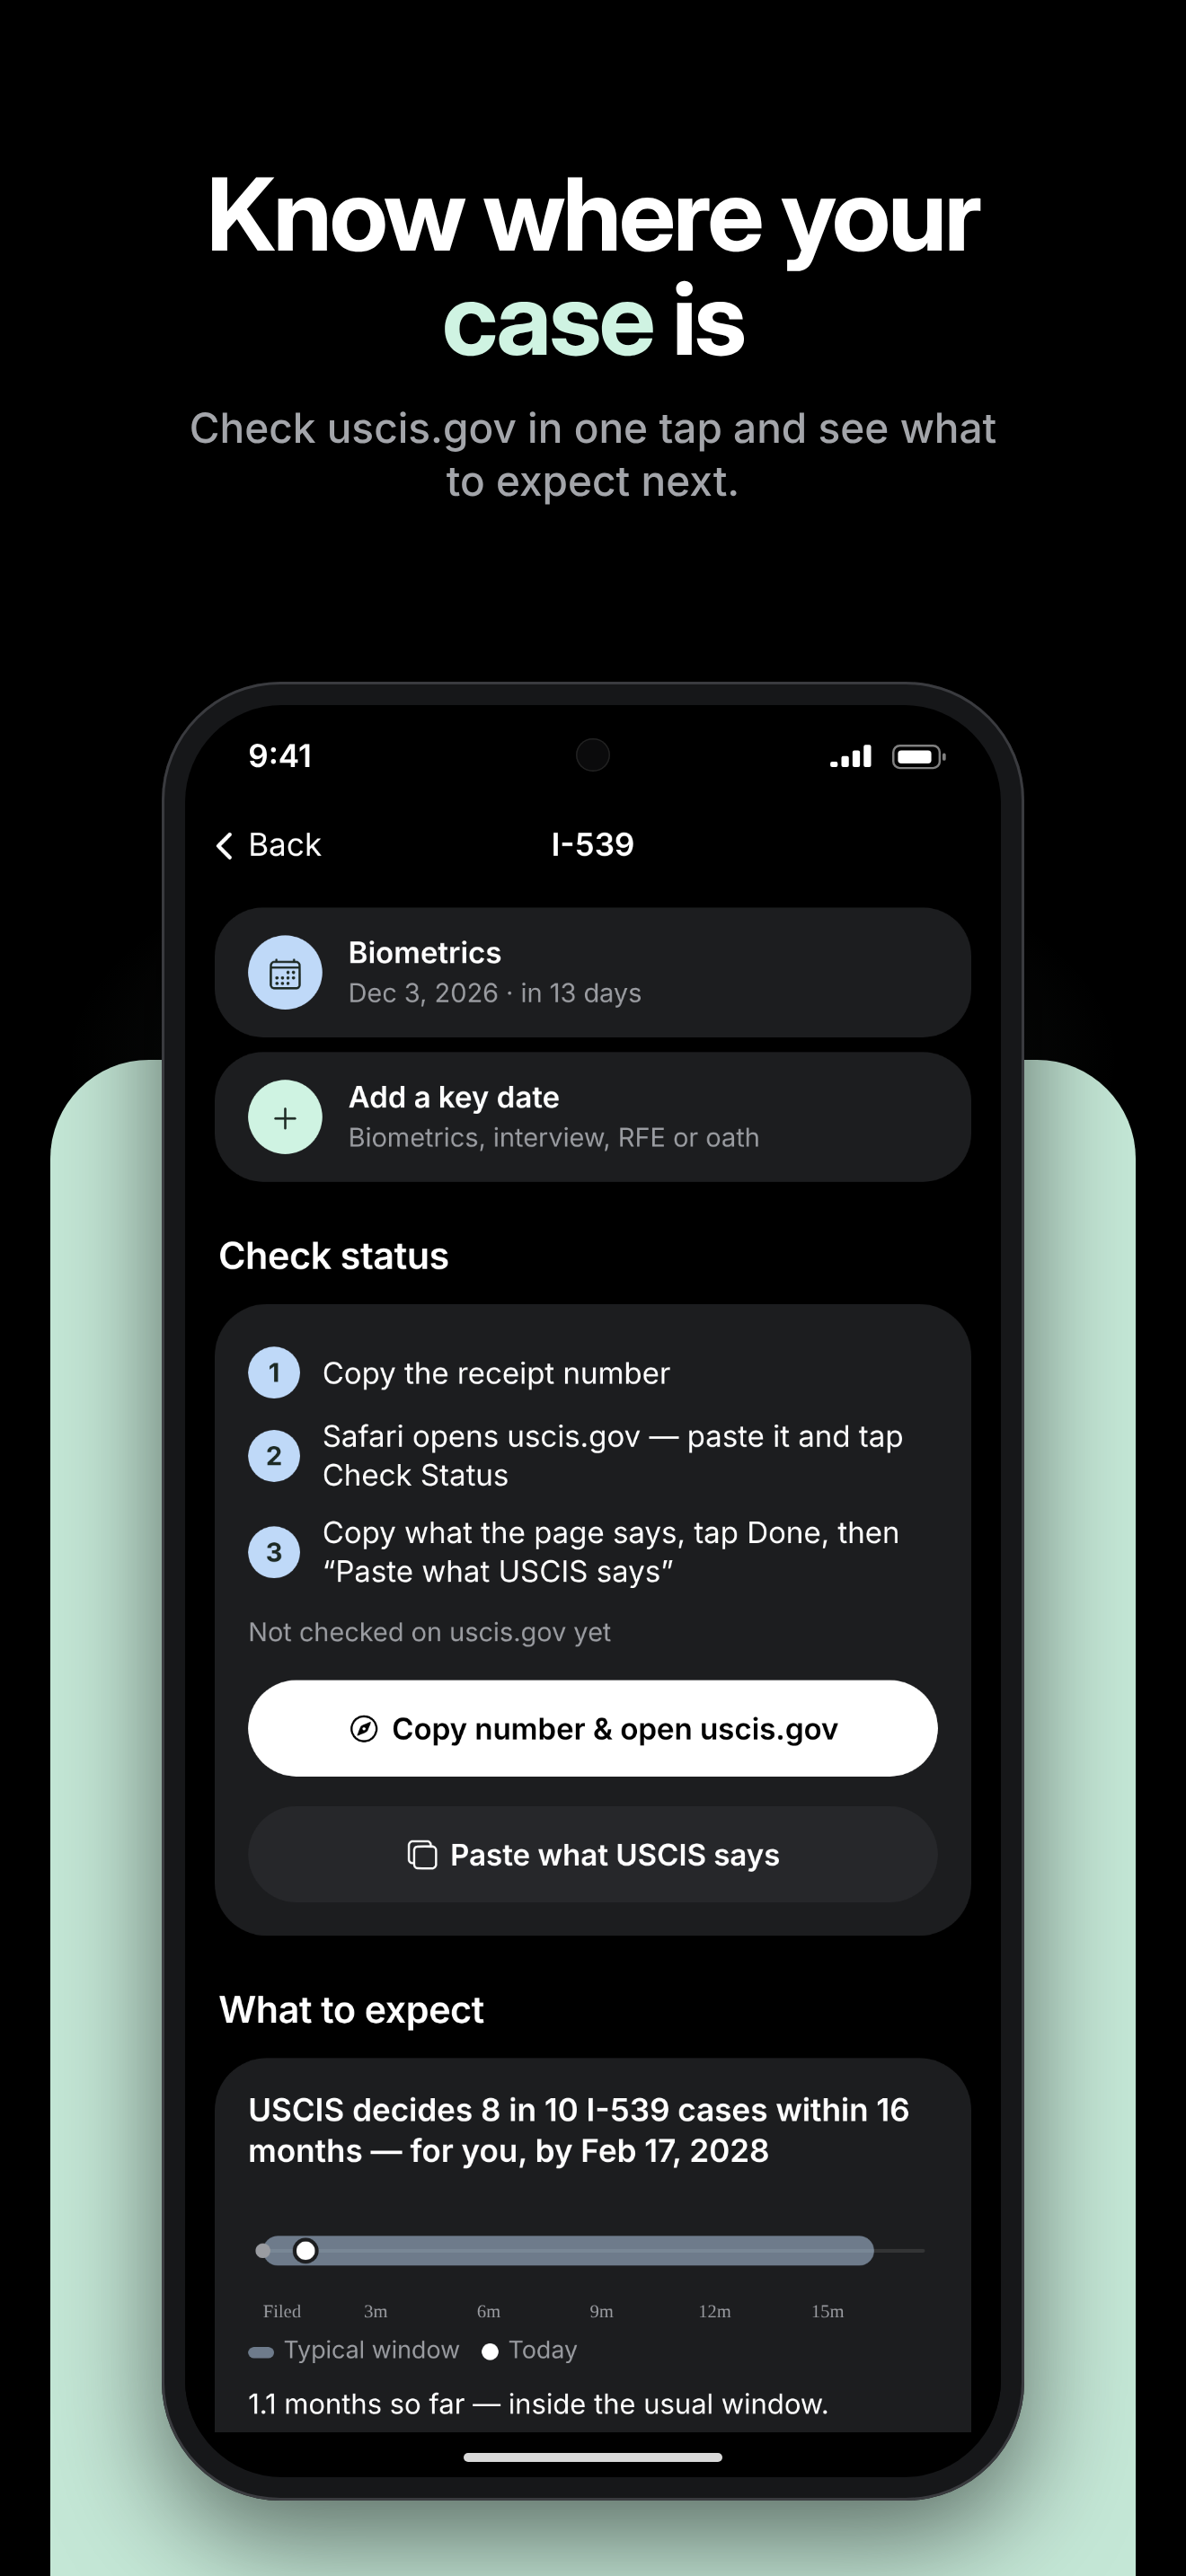 Know where your
case is
Check uscis.gov in one tap and see what
to expect next.
9:41
Back
I-539
Biometrics
Dec 3, 2026 · in 13 days
Add a key date
Biometrics, interview, RFE or oath
Check status
1 Copy the receipt number
2 Safari opens uscis.gov — paste it and tap
Check Status
3 Copy what the page says, tap Done, then
“Paste what USCIS says”
Not checked on uscis.gov yet
Copy number & open uscis.gov
Paste what USCIS says
What to expect
USCIS decides 8 in 10 I-539 cases within 16
months — for you, by Feb 17, 2028
Filed 3m 6m 9m 12m 15m
Typical window Today
1.1 months so far — inside the usual window.